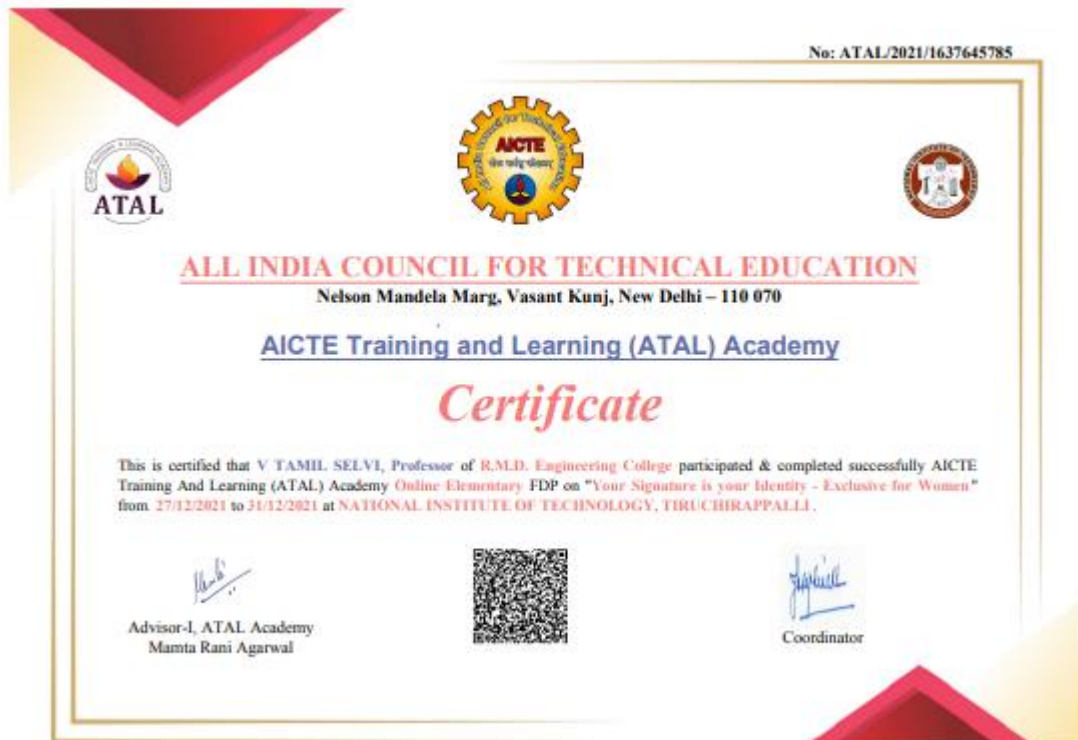 No: ATAL/2021/1637645785
ATAL
AICTE
ALL INDIA COUNCIL FOR TECHNICAL EDUCATION
Nelson Mandela Marg, Vasant Kunj, New Delhi – 110 070
AICTE Training and Learning (ATAL) Academy
Certificate
This is certified that V TAMIL SELVI, Professor of R.M.D. Engineering College participated & completed successfully AICTE
Training And Learning (ATAL) Academy Online Elementary FDP on "Your Signature is your Identity - Exclusive for Women"
from 27/12/2021 to 31/12/2021 at NATIONAL INSTITUTE OF TECHNOLOGY, TIRUCHIRAPPALLI .
Advisor-I, ATAL Academy
Mamta Rani Agarwal
Coordinator